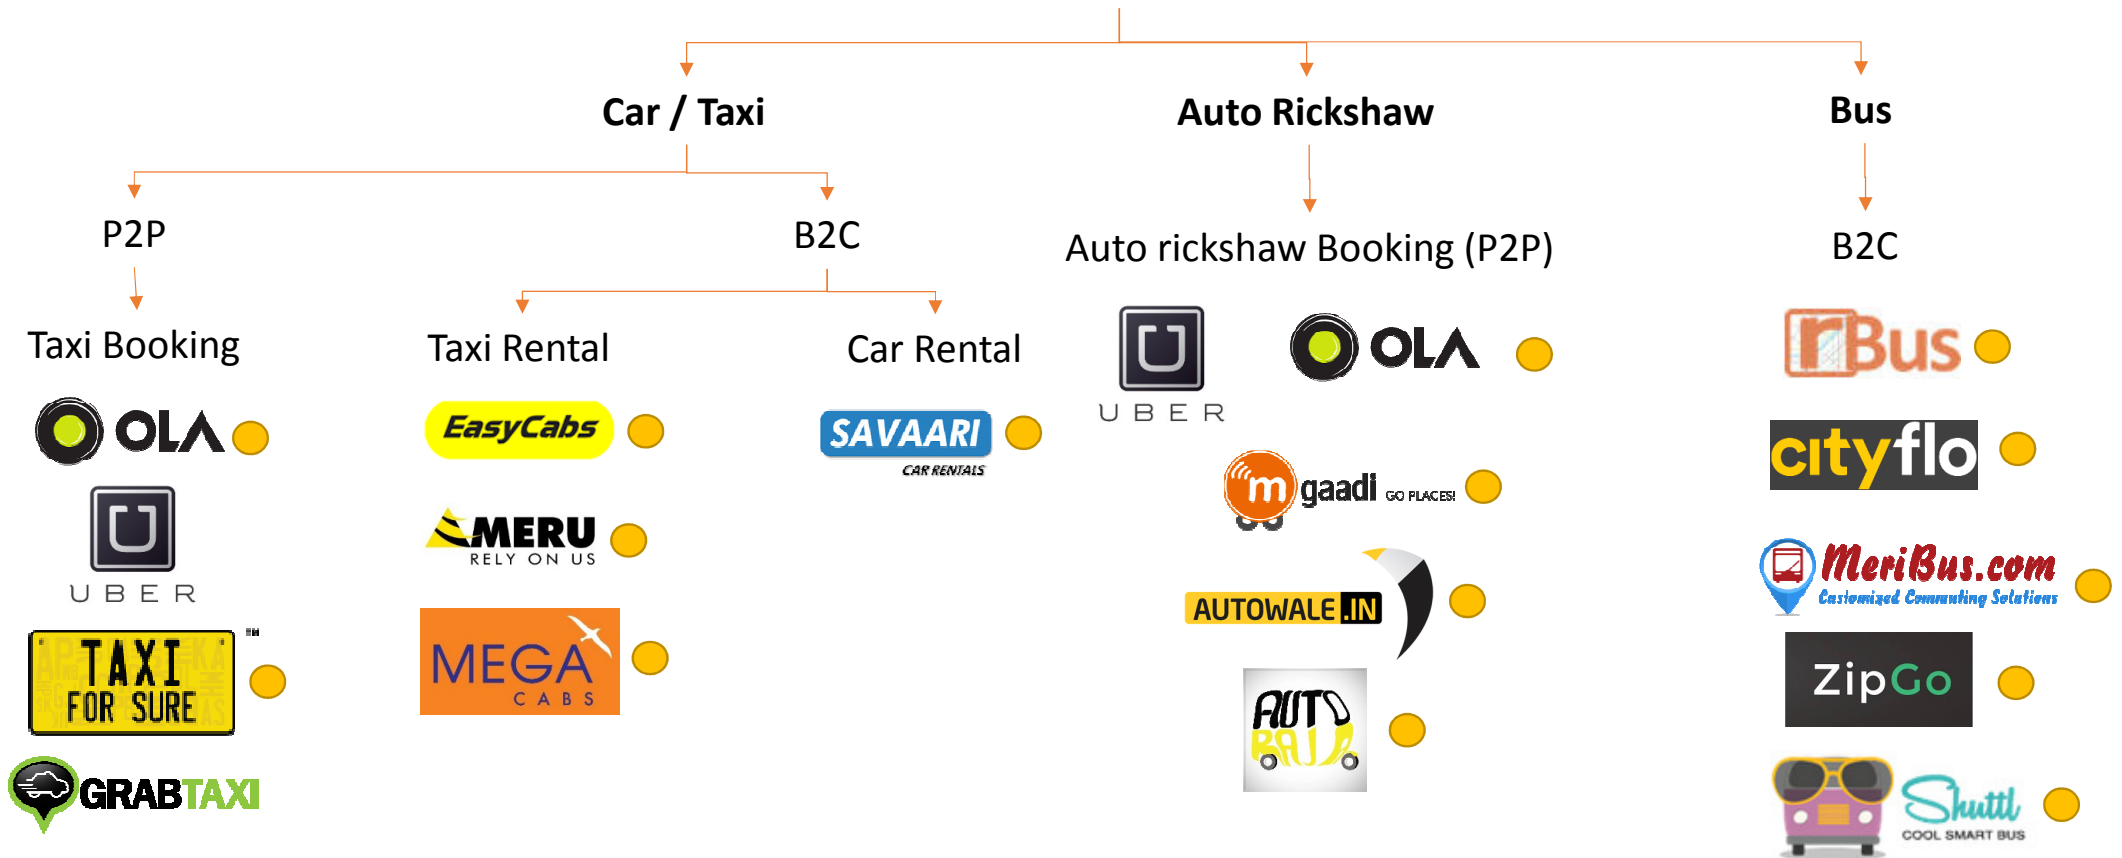 Car / Taxi
Auto Rickshaw
Bus
P2P
B2C
Auto rickshaw Booking (P2P)
B2C
Taxi Booking
Taxi Rental
Car Rental
OLA
UBER
TAXI
FOR SURE
GRABTAXI
EasyCabs
MERU
RELY ON US
MEGA
CABS
SAVAARI
CAR RENTALS
UBER
OLA
m gaadi GO PLACES!
AUTOWALE.IN
AUTO
RAJA
rBus
cityflo
MeriBus.com
Customized Commuting Solutions
ZipGo
Shuttl
COOL SMART BUS